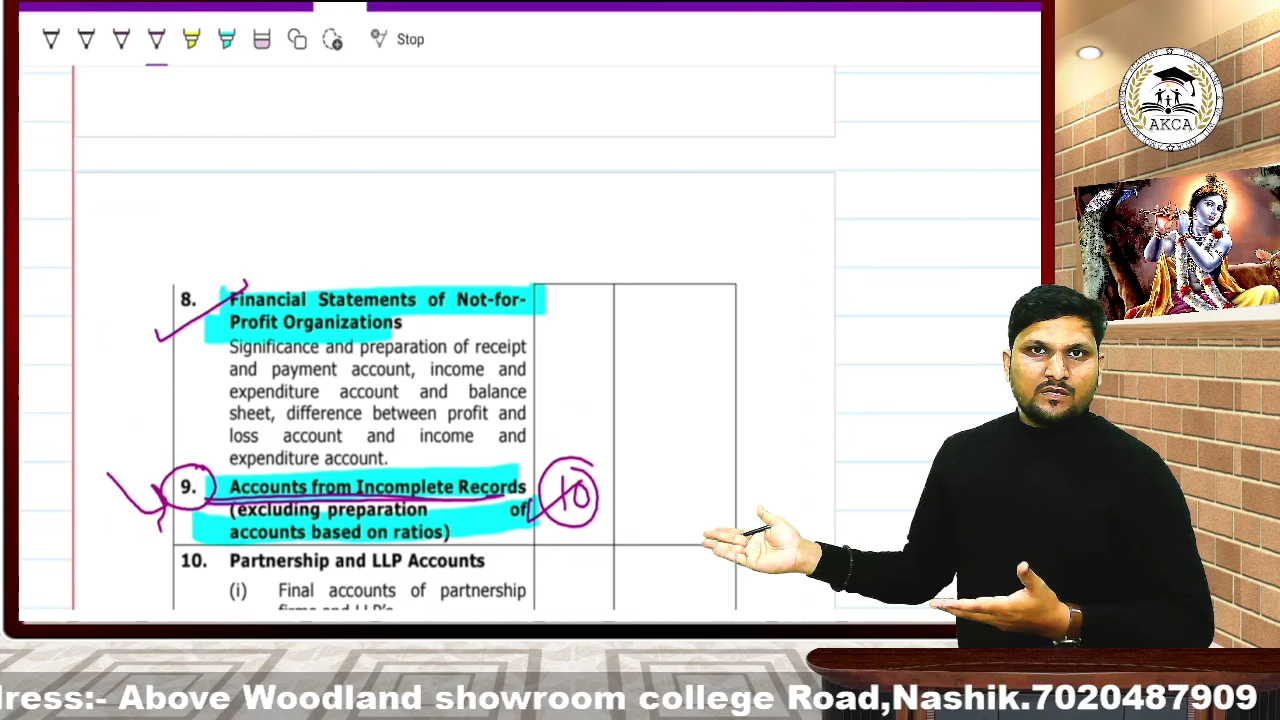 Stop
AKCA
8. Financial Statements of Not-for-
Profit Organizations
Significance and preparation of receipt
and payment account, income and
expenditure account and balance
sheet, difference between profit and
loss account and income and
expenditure account.
9. Accounts from Incomplete Records
(excluding preparation of
accounts based on ratios)
10
10. Partnership and LLP Accounts
(i) Final accounts of partnership
firms and LLP's
dress:- Above Woodland showroom college Road,Nashik.7020487909